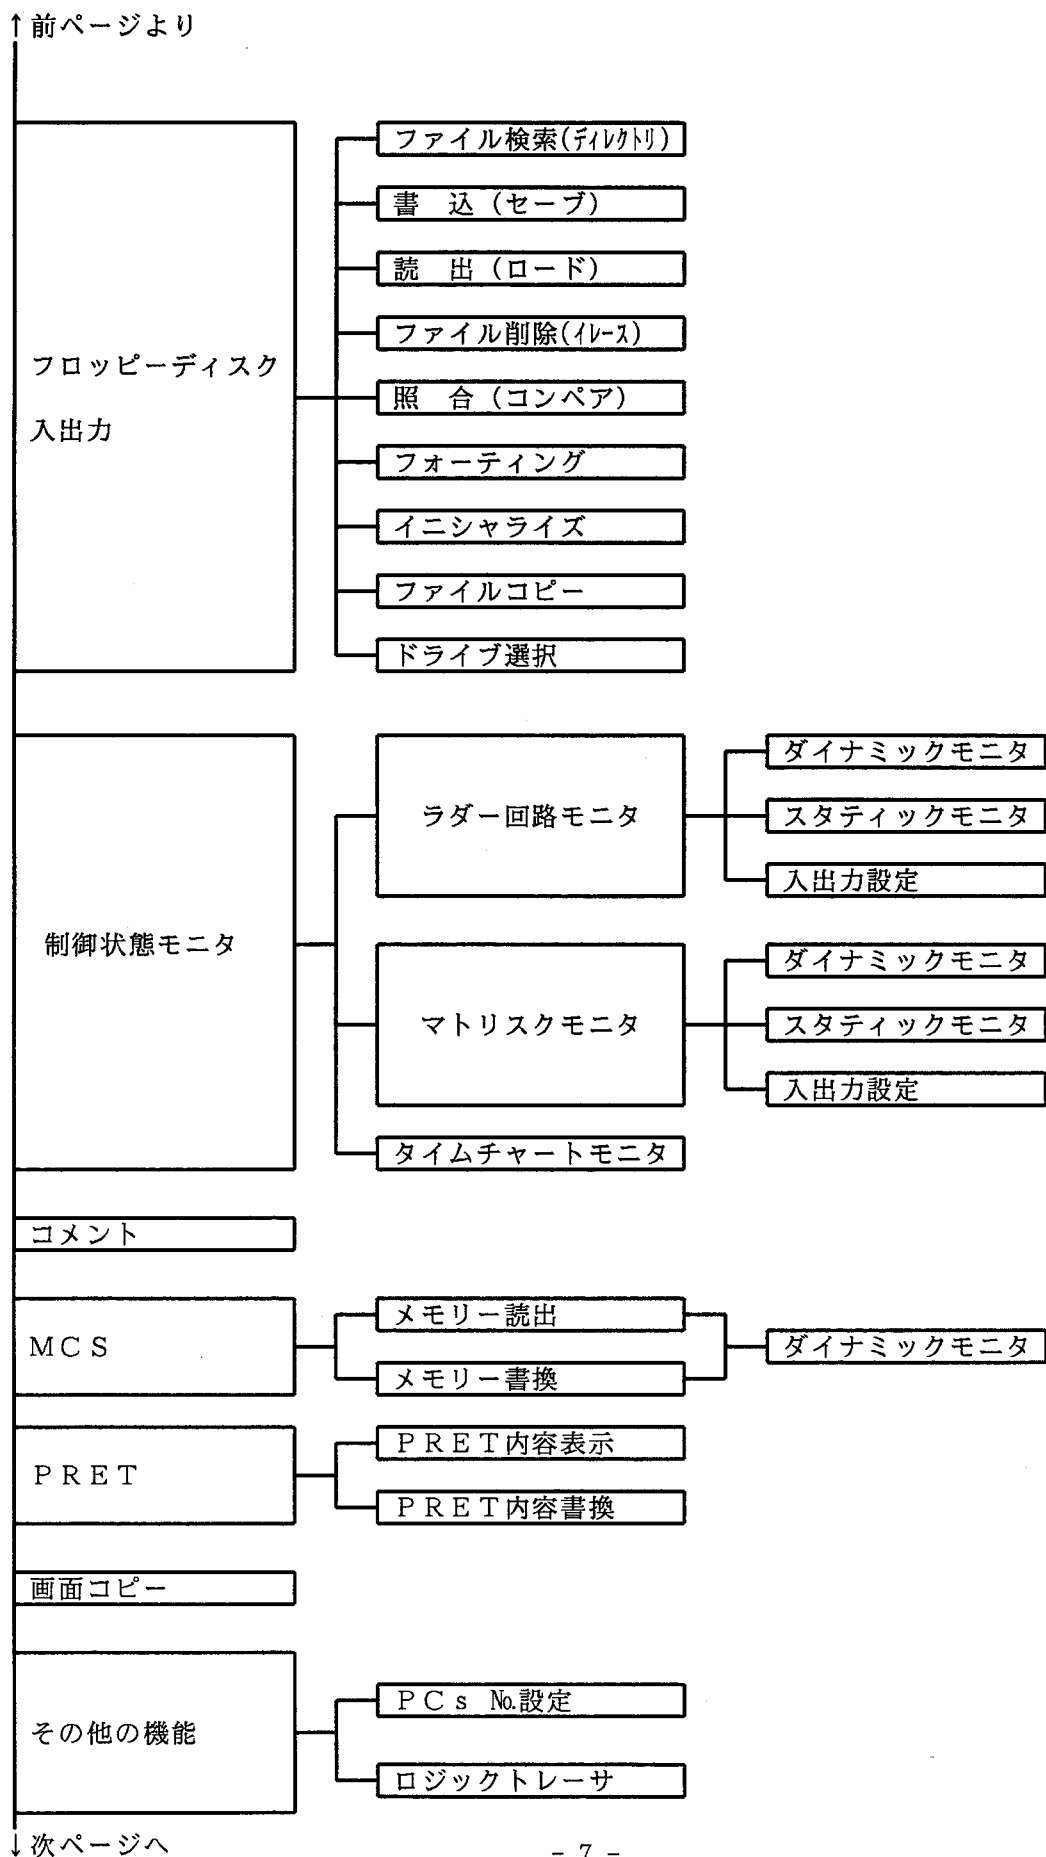 ↑前ページより
ファイル検索(ディレクトリ)
書　込（セーブ）
読　出（ロード）
ファイル削除(イレース)
フロッピーディスク
入出力
照　合（コンペア）
フォーティング
イニシャライズ
ファイルコピー
ドライブ選択
制御状態モニタ
ラダー回路モニタ
ダイナミックモニタ
スタティックモニタ
入出力設定
マトリスクモニタ
ダイナミックモニタ
スタティックモニタ
入出力設定
タイムチャートモニタ
コメント
ＭＣＳ
メモリー読出
メモリー書換
ダイナミックモニタ
ＰＲＥＴ
ＰＲＥＴ内容表示
ＰＲＥＴ内容書換
画面コピー
その他の機能
ＰＣｓ　№設定
ロジックトレーサ
↓次ページへ
- 7 -